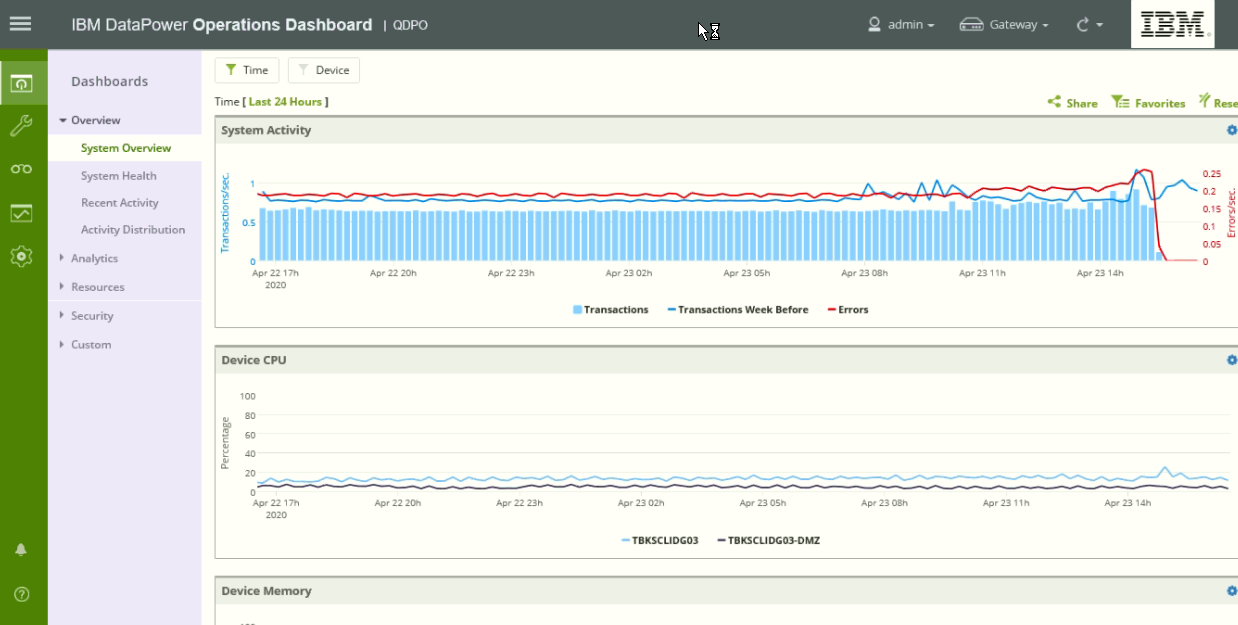 IBM DataPower Operations Dashboard | QDPO
admin
Gateway
IBM
Dashboards
Overview
System Overview
System Health
Recent Activity
Activity Distribution
Analytics
Resources
Security
Custom
Time
Device
Time [ Last 24 Hours ]
Share
Favorites
Rese
System Activity
Transactions/sec.
1
0.5
0
0.25
0.2
0.15
0.1
0.05
0
Errors/sec.
Apr 22 17h
2020
Apr 22 20h
Apr 22 23h
Apr 23 02h
Apr 23 05h
Apr 23 08h
Apr 23 11h
Apr 23 14h
Transactions
Transactions Week Before
Errors
Device CPU
Percentage
100
80
60
40
20
0
Apr 22 17h
2020
Apr 22 20h
Apr 22 23h
Apr 23 02h
Apr 23 05h
Apr 23 08h
Apr 23 11h
Apr 23 14h
TBKSCLIDG03
TBKSCLIDG03-DMZ
Device Memory
100